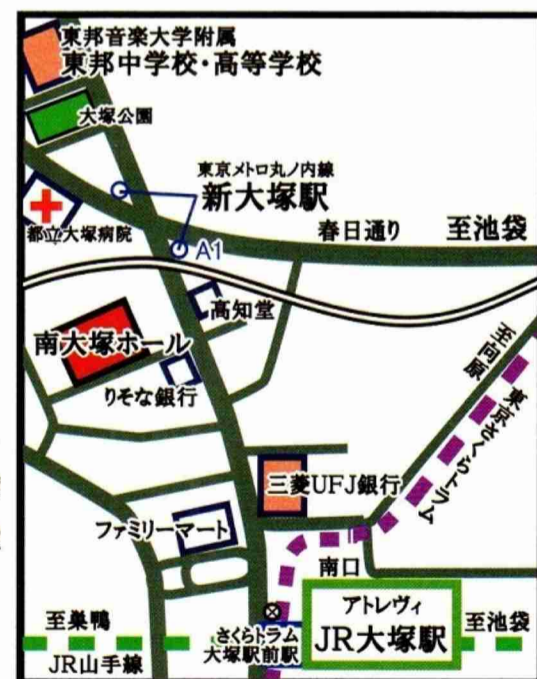 東邦音楽大学附属
東邦中学校・高等学校
大塚公園
東京メトロ丸ノ内線
新大塚駅
都立大塚病院
春日通り
至池袋
A1
高知堂
南大塚ホール
りそな銀行
至向原
東京さくらトラム
三菱UFJ銀行
ファミリーマート
南口
アトレヴィ
JR大塚駅
至巣鴨
さくらトラム
大塚駅前駅
至池袋
JR山手線